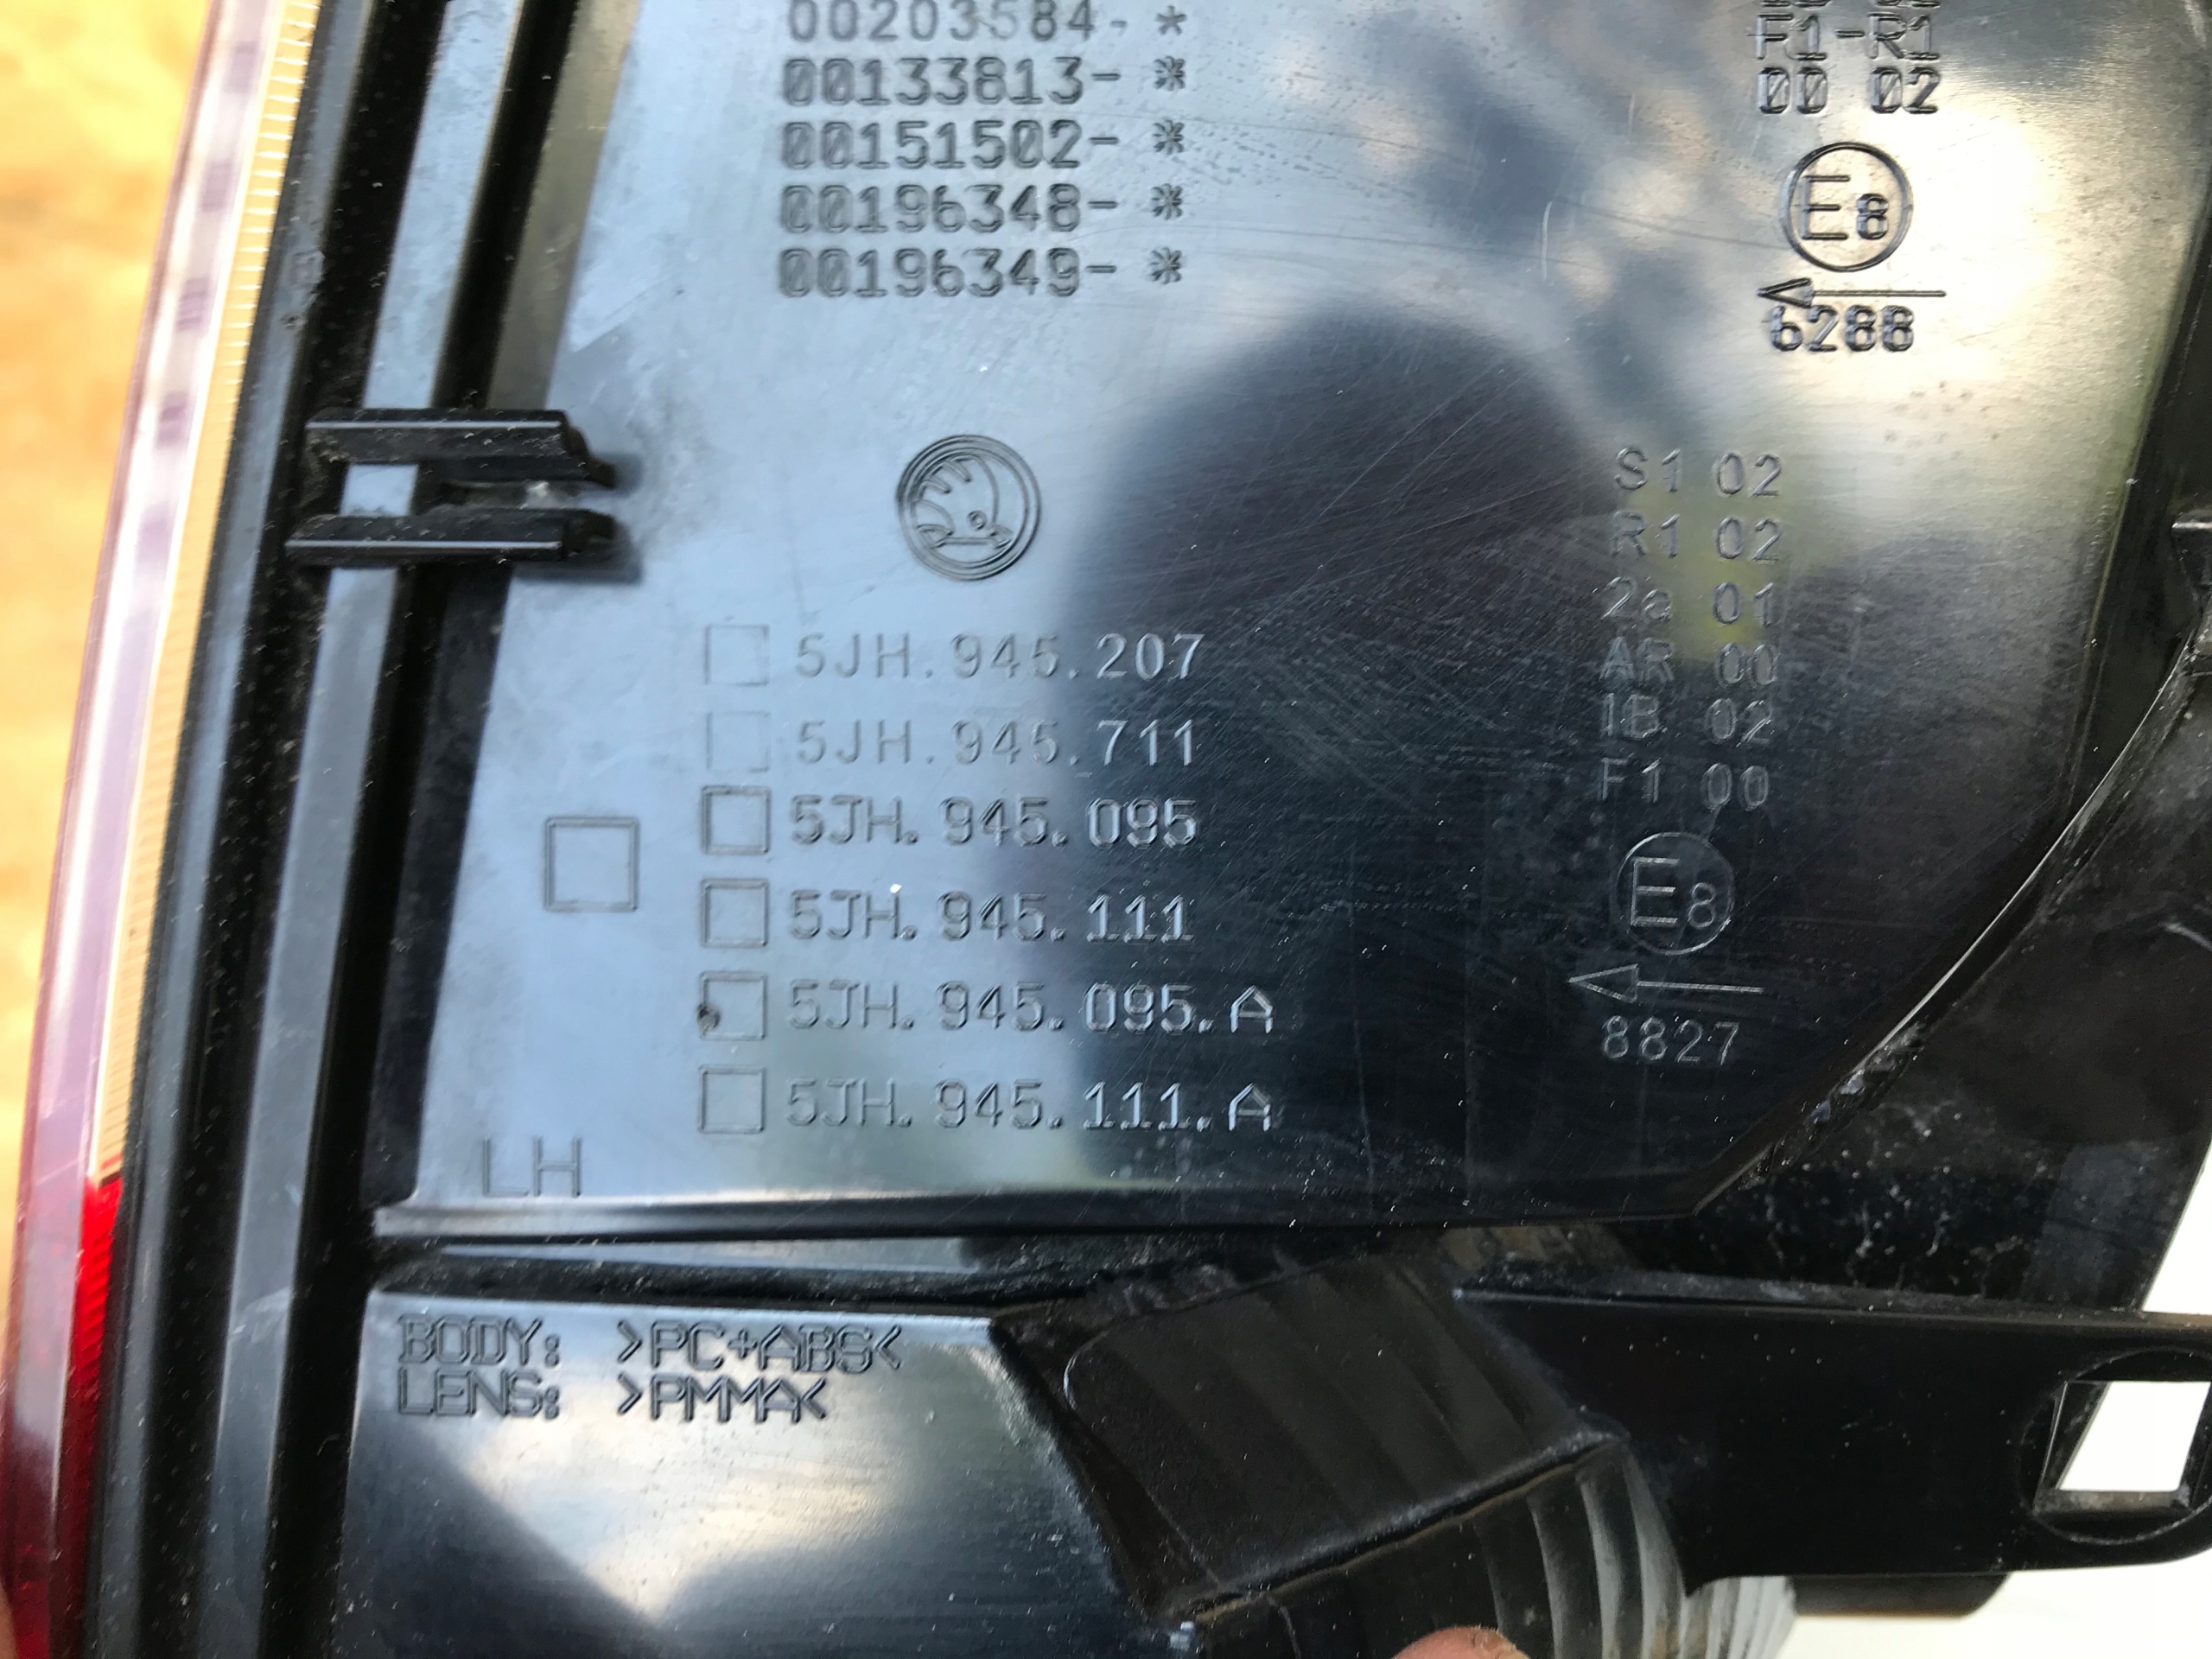 00203584- *
00133813- *
00151502- *
00196348- *
00196349- *
F1-R1
00 02
E8
6288
S1 02
R1 02
2a 01
AR 00
IB 02
F1 00
E8
8827
5JH.945.207
5JH.945.711
5JH.945.095
5JH.945.111
5JH.945.095.A
5JH.945.111.A
LH
BODY: >PC+ABS<
LENS: >PMMA<